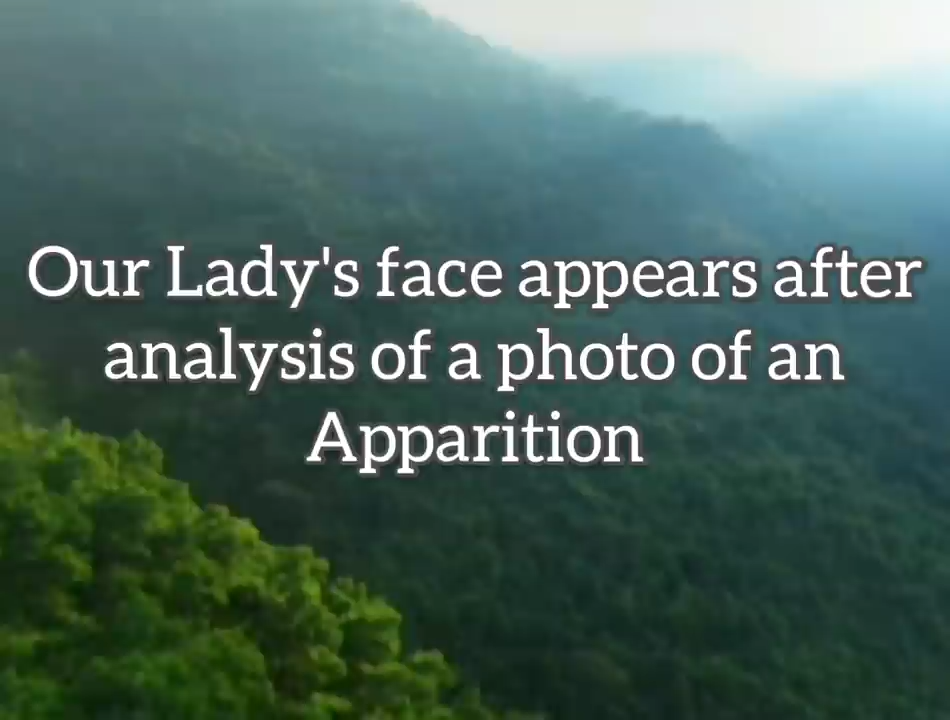 Our Lady's face appears after
analysis of a photo of an
Apparition